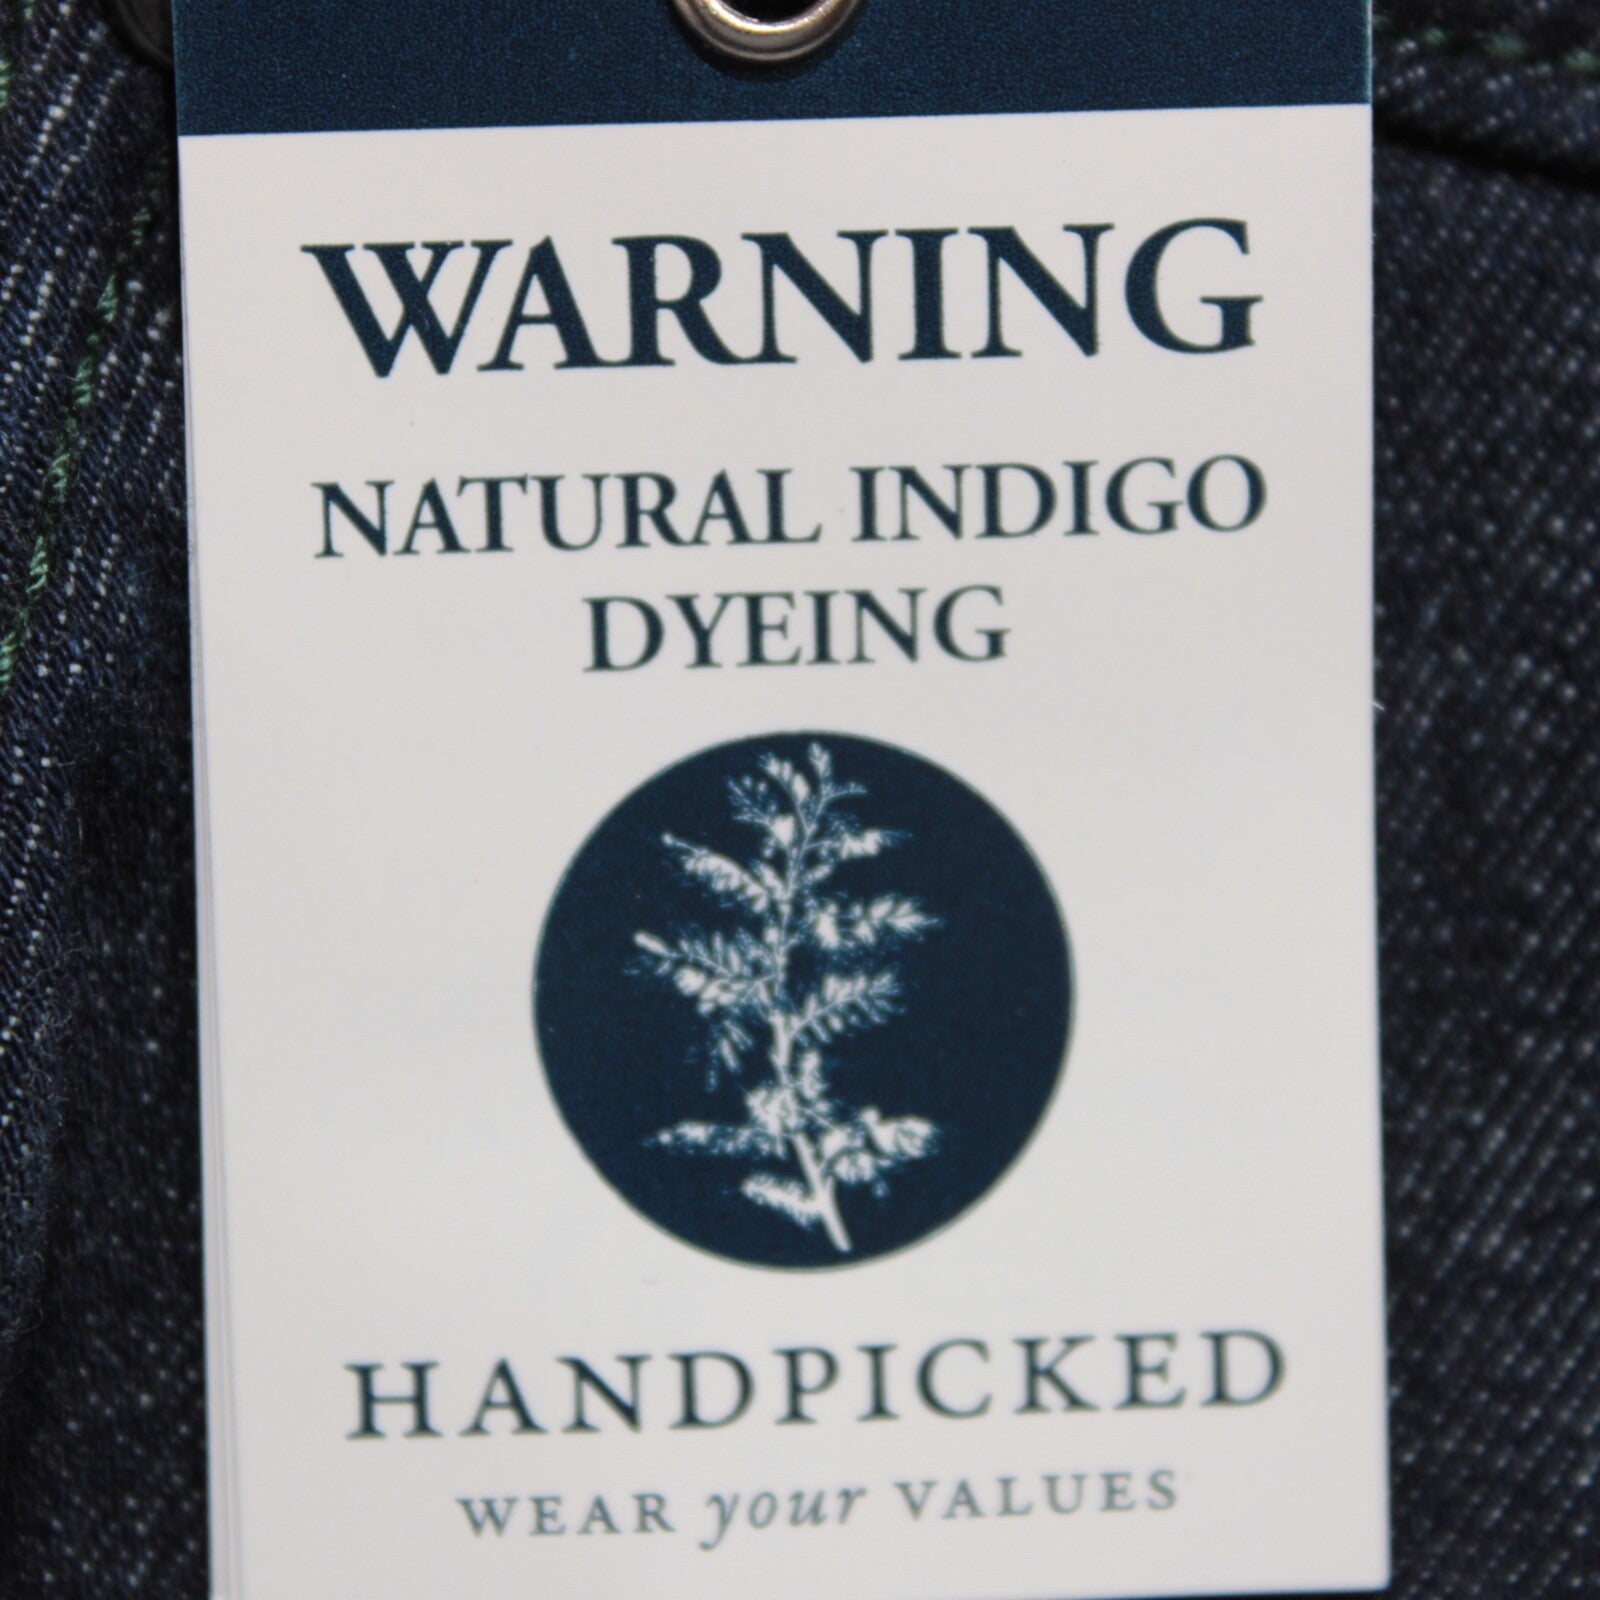 WARNING
NATURAL INDIGO
DYEING
HANDPICKED
WEAR your VALUES